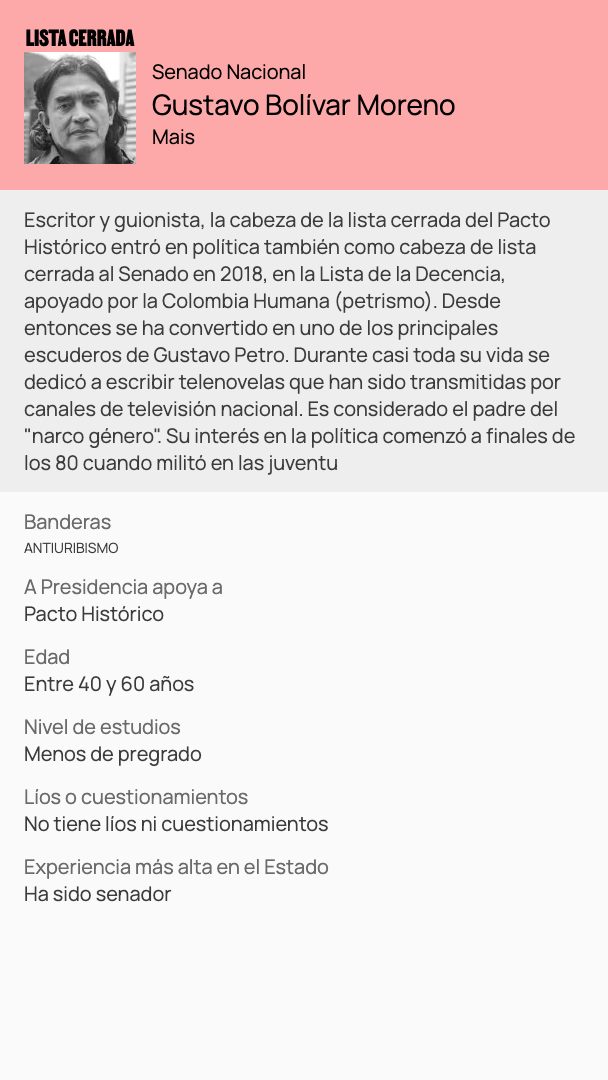 LISTA CERRADA
Senado Nacional
Gustavo Bolívar Moreno
Mais
Escritor y guionista, la cabeza de la lista cerrada del Pacto
Histórico entró en política también como cabeza de lista
cerrada al Senado en 2018, en la Lista de la Decencia,
apoyado por la Colombia Humana (petrismo). Desde
entonces se ha convertido en uno de los principales
escuderos de Gustavo Petro. Durante casi toda su vida se
dedicó a escribir telenovelas que han sido transmitidas por
canales de televisión nacional. Es considerado el padre del
"narco género". Su interés en la política comenzó a finales de
los 80 cuando militó en las juventu
Banderas
ANTIURIBISMO
A Presidencia apoya a
Pacto Histórico
Edad
Entre 40 y 60 años
Nivel de estudios
Menos de pregrado
Líos o cuestionamientos
No tiene líos ni cuestionamientos
Experiencia más alta en el Estado
Ha sido senador